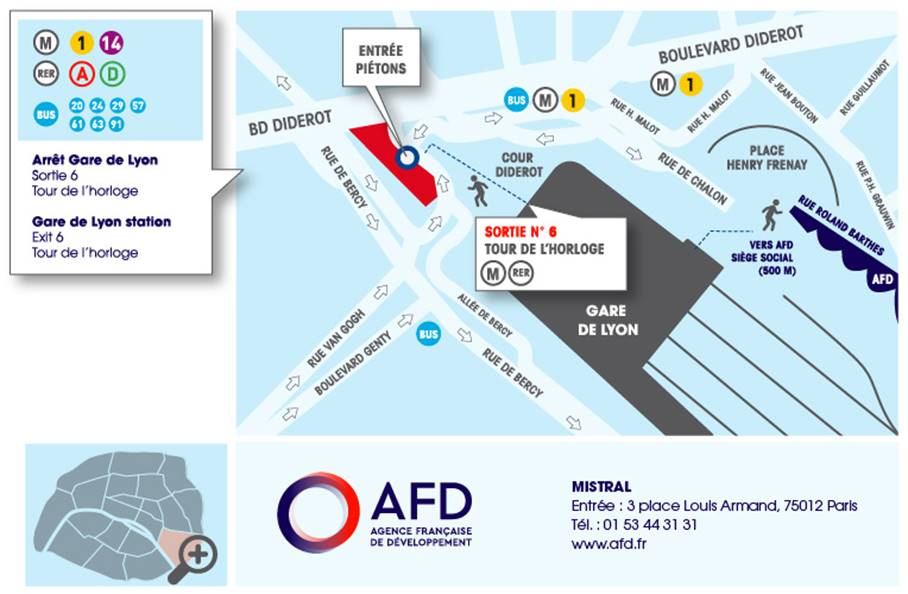 M 1 14
RER A D
BUS 20 24 29 57
61 63 91
Arrêt Gare de Lyon
Sortie 6
Tour de l'horloge
Gare de Lyon station
Exit 6
Tour de l'horloge
ENTRÉE
PIÉTONS
BOULEVARD DIDEROT
M 1
BUS M 1
BD DIDEROT
RUE DE BERCY
RUE H. MALOT
RUE H. MALOT
RUE JEAN BOUTON
RUE GUILLAUMOT
COUR
DIDEROT
RUE DE CHALON
PLACE
HENRY FRENAY
RUE P.H. GRAUWIN
RUE ROLAND BARTHES
AFD
VERS AFD
SIÈGE SOCIAL
(500 M)
SORTIE N° 6
TOUR DE L'HORLOGE
M RER
GARE
DE LYON
RUE VAN GOGH
BOULEVARD GENTY
BUS
ALLÉE DE BERCY
RUE DE BERCY
AFD
AGENCE FRANÇAISE
DE DÉVELOPPEMENT
MISTRAL
Entrée : 3 place Louis Armand, 75012 Paris
Tél. : 01 53 44 31 31
www.afd.fr